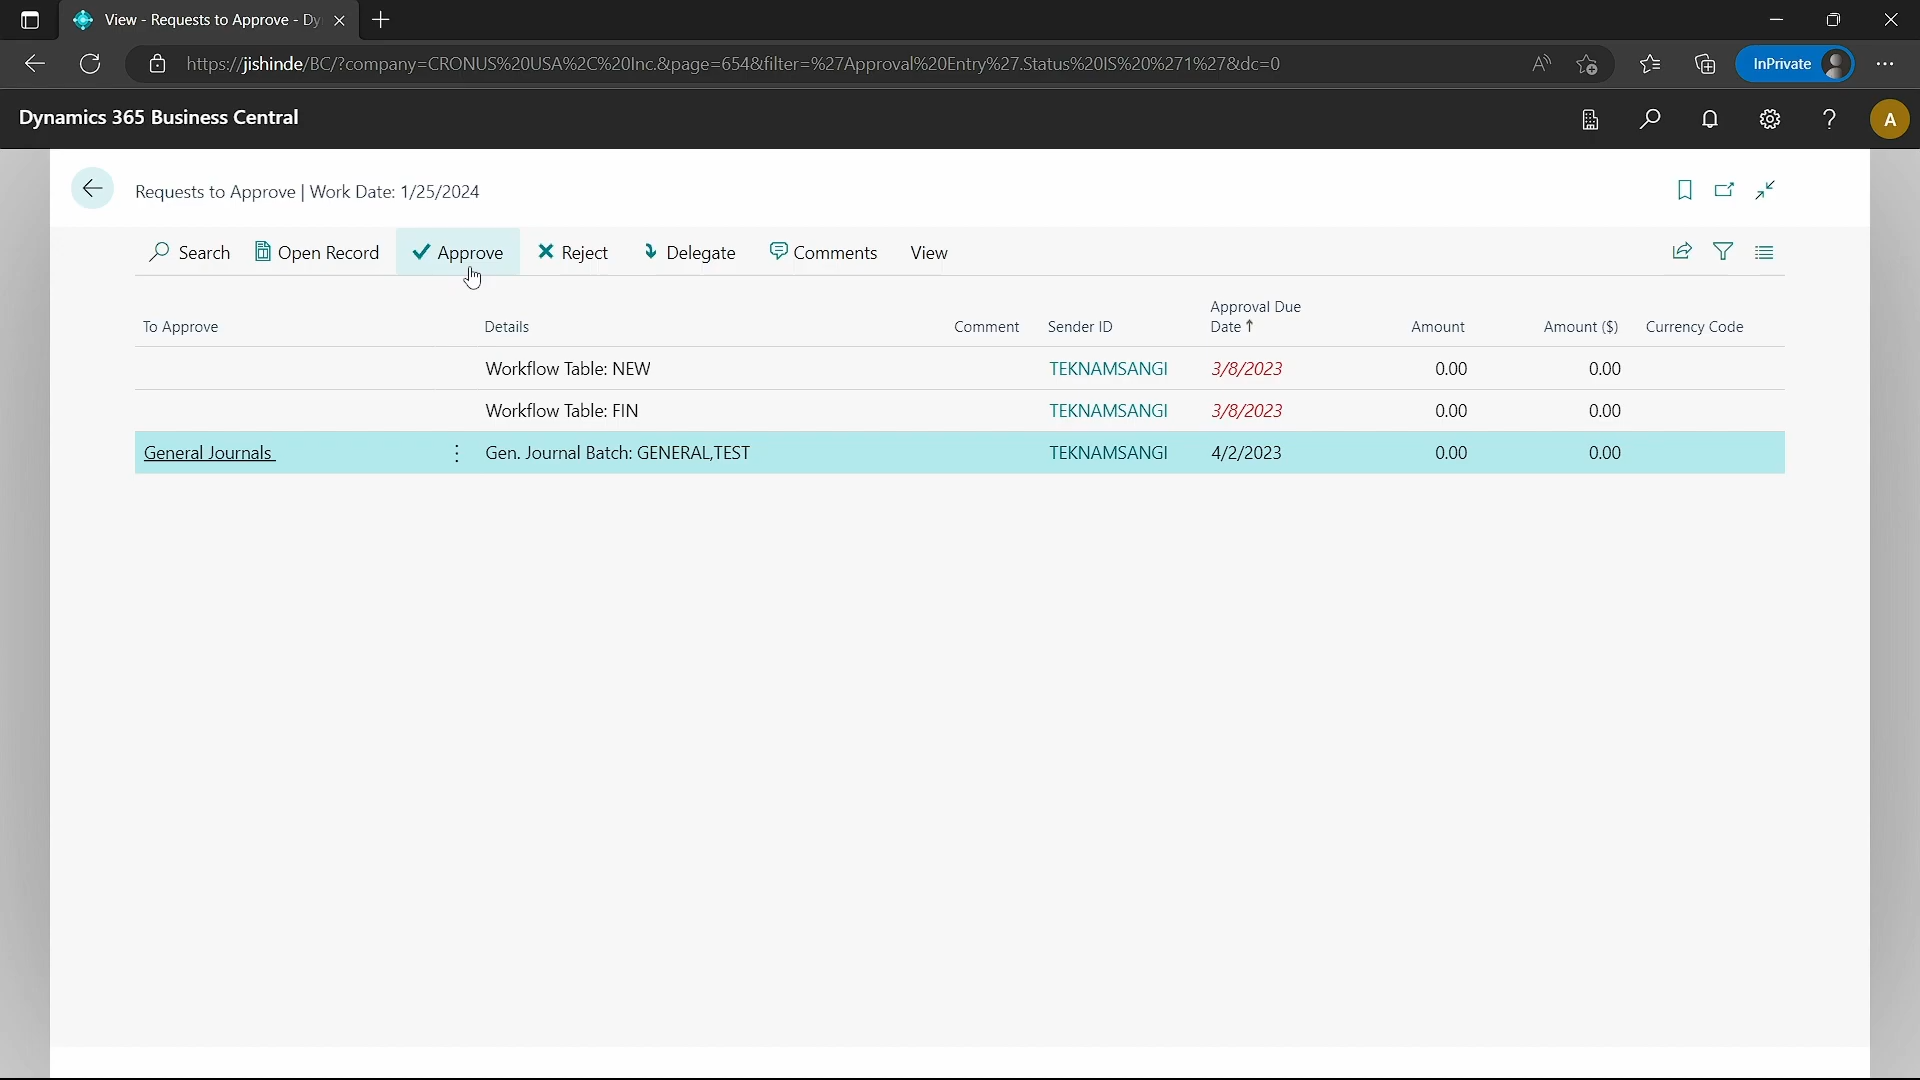 View - Requests to Approve - Dy
https://jishinde/BC/?company=CRONUS%20USA%2C%20Inc.&page=654&filter=%27Approval%20Entry%27.Status%20IS%20%271%27&dc=0
InPrivate
Dynamics 365 Business Central
A
Requests to Approve | Work Date: 1/25/2024
Search Open Record Approve Reject Delegate Comments View
To Approve Details Comment Sender ID Approval Due Date↑ Amount Amount ($) Currency Code
Workflow Table: NEW TEKNAMSANGI 3/8/2023 0.00 0.00
Workflow Table: FIN TEKNAMSANGI 3/8/2023 0.00 0.00
General Journals Gen. Journal Batch: GENERAL,TEST TEKNAMSANGI 4/2/2023 0.00 0.00